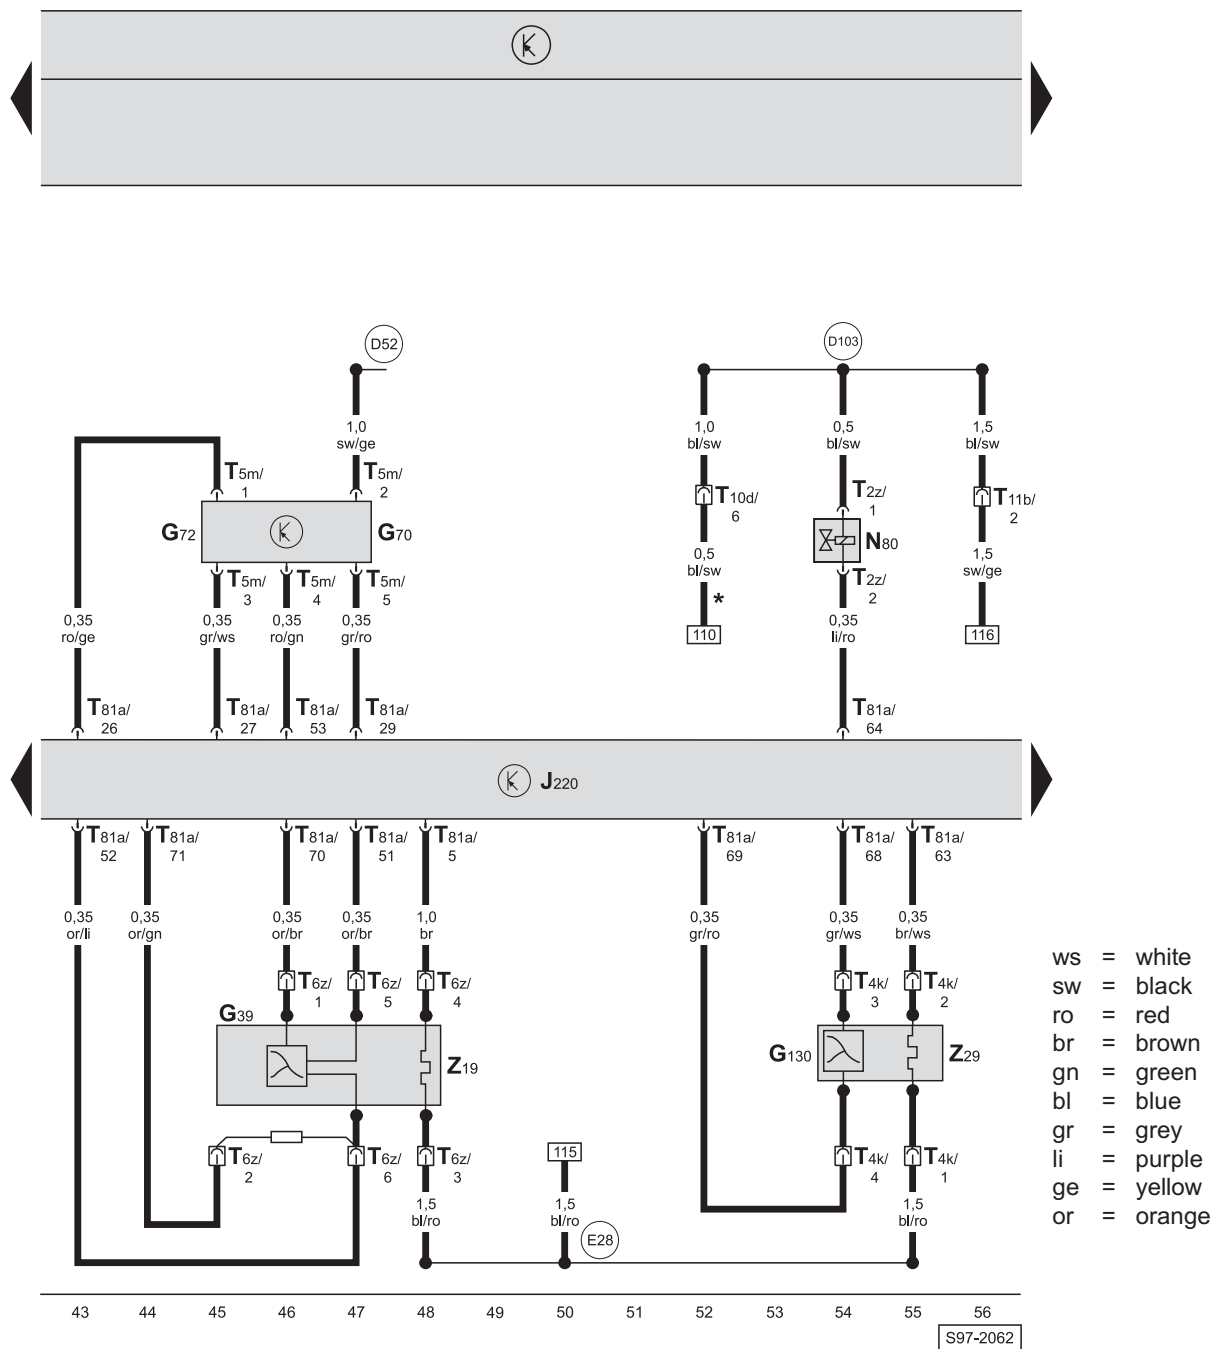 D52
D103
1,0
sw/ge
1,0
bl/sw
0,5
bl/sw
1,5
bl/sw
T5m/
1
T5m/
2
T10d/
6
T2z/
1
T11b/
2
G72
G70
N80
T5m/
3
T5m/
4
T5m/
5
0,5
bl/sw
T2z/
2
1,5
sw/ge
*
0,35
ro/ge
0,35
gr/ws
0,35
ro/gn
0,35
gr/ro
110
0,35
li/ro
116
T81a/
26
T81a/
27
T81a/
53
T81a/
29
T81a/
64
J220
T81a/
52
T81a/
71
T81a/
70
T81a/
51
T81a/
5
T81a/
69
T81a/
68
T81a/
63
0,35
or/li
0,35
or/gn
0,35
or/br
0,35
or/br
1,0
br
0,35
gr/ro
0,35
gr/ws
0,35
br/ws
T6z/
1
T6z/
5
T6z/
4
T4k/
3
T4k/
2
G39
Z19
G130
Z29
T6z/
2
T6z/
6
T6z/
3
115
T4k/
4
T4k/
1
1,5
bl/ro
1,5
bl/ro
1,5
bl/ro
E28
ws = white
sw = black
ro = red
br = brown
gn = green
bl = blue
gr = grey
li = purple
ge = yellow
or = orange
43 44 45 46 47 48 49 50 51 52 53 54 55 56
S97-2062